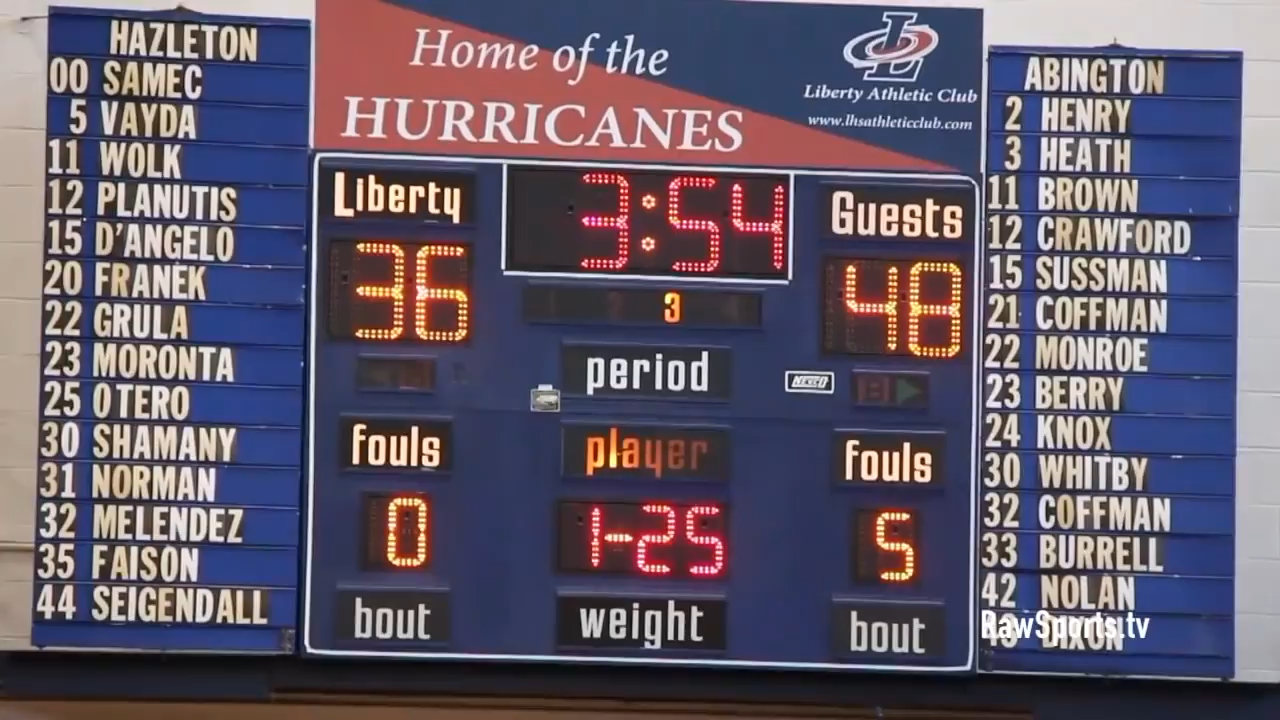 HAZLETON
00 SAMEC
5 VAYDA
11 WOLK
12 PLANUTIS
15 D'ANGELO
20 FRANEK
22 GRULA
23 MORONTA
25 OTERO
30 SHAMANY
31 NORMAN
32 MELENDEZ
35 FAISON
44 SEIGENDALL
Home of the
HURRICANES
Liberty Athletic Club
www.lhsathleticclub.com
Liberty
3:54
Guests
36
48
3
period
NEVCO
fouls
player
fouls
0
1-25
5
bout
weight
bout
ABINGTON
2 HENRY
3 HEATH
11 BROWN
12 CRAWFORD
15 SUSSMAN
21 COFFMAN
22 MONROE
23 BERRY
24 KNOX
30 WHITBY
32 COFFMAN
33 BURRELL
42 NOLAN
DIXON
RawSports.tv